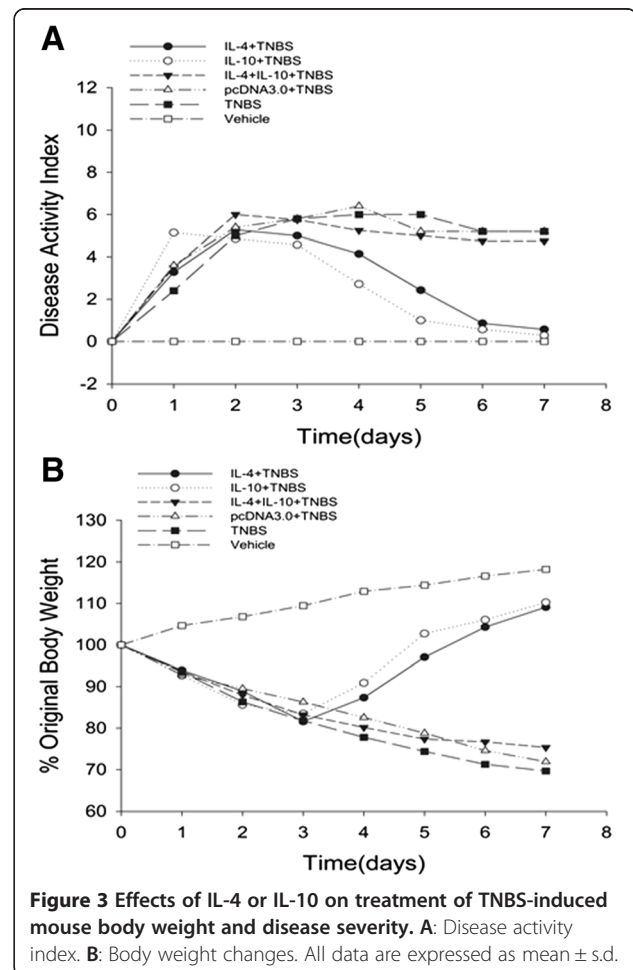 A
IL-4+TNBS
IL-10+TNBS
IL-4+IL-10+TNBS
pcDNA3.0+TNBS
TNBS
Vehicle
12
10
8
6
4
2
0
-2
Disease Activity Index
0 1 2 3 4 5 6 7 8
Time(days)
B
IL-4+TNBS
IL-10+TNBS
IL-4+IL-10+TNBS
pcDNA3.0+TNBS
TNBS
Vehicle
130
120
110
100
90
80
70
60
% Original Body Weight
0 1 2 3 4 5 6 7 8
Time(days)
Figure 3 Effects of IL-4 or IL-10 on treatment of TNBS-induced
mouse body weight and disease severity. A: Disease activity
index. B: Body weight changes. All data are expressed as mean ± s.d.